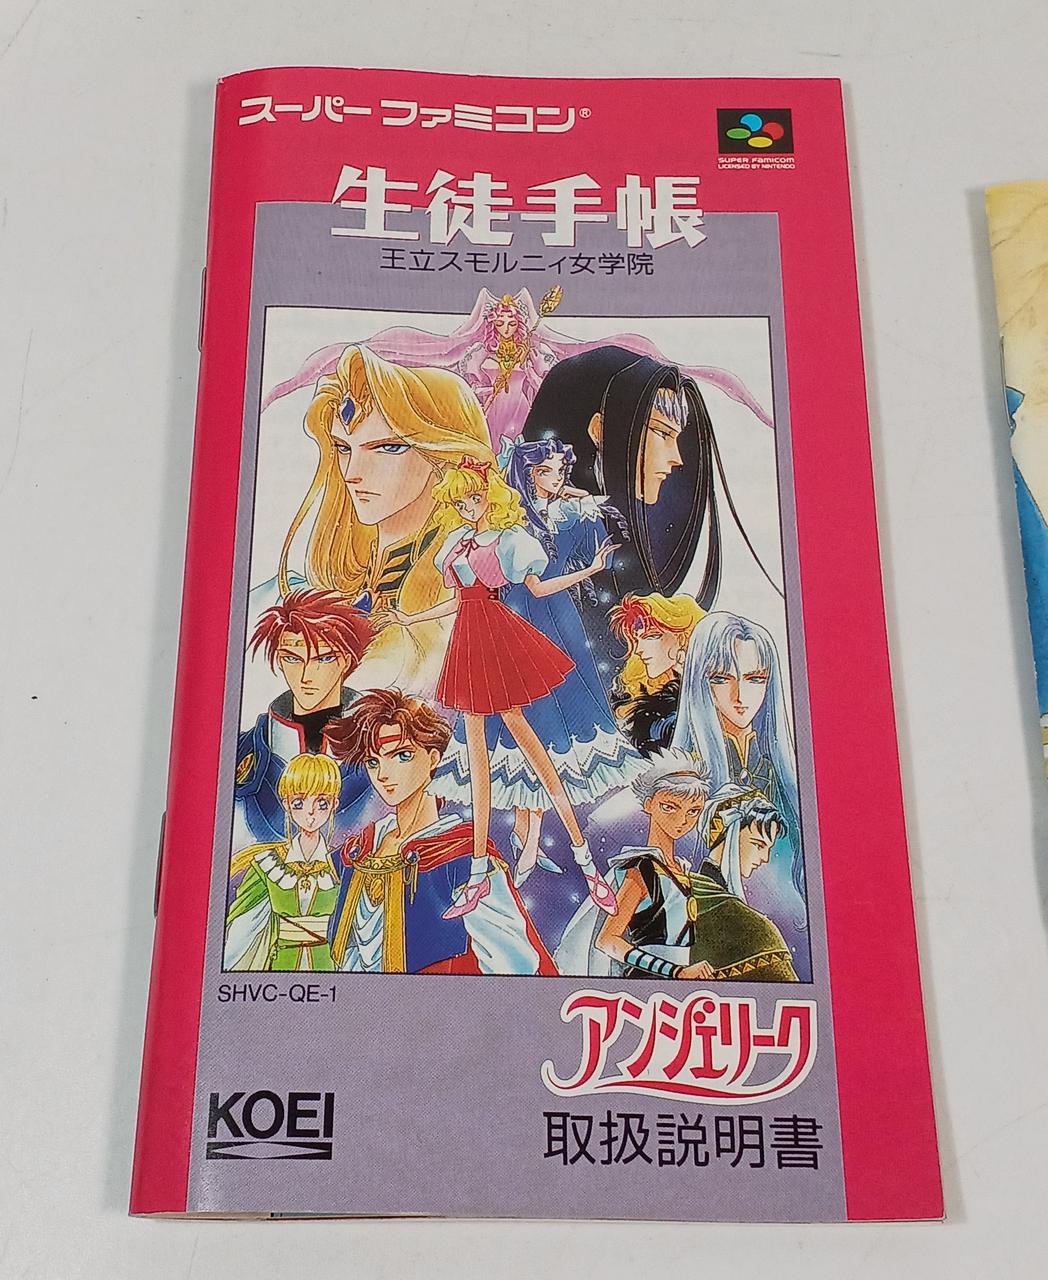 スーパーファミコン®
SUPER FAMICOM
LICENSED BY NINTENDO
生徒手帳
王立スモルニィ女学院
SHVC-QE-1
アンジェリーク
KOEI
取扱説明書